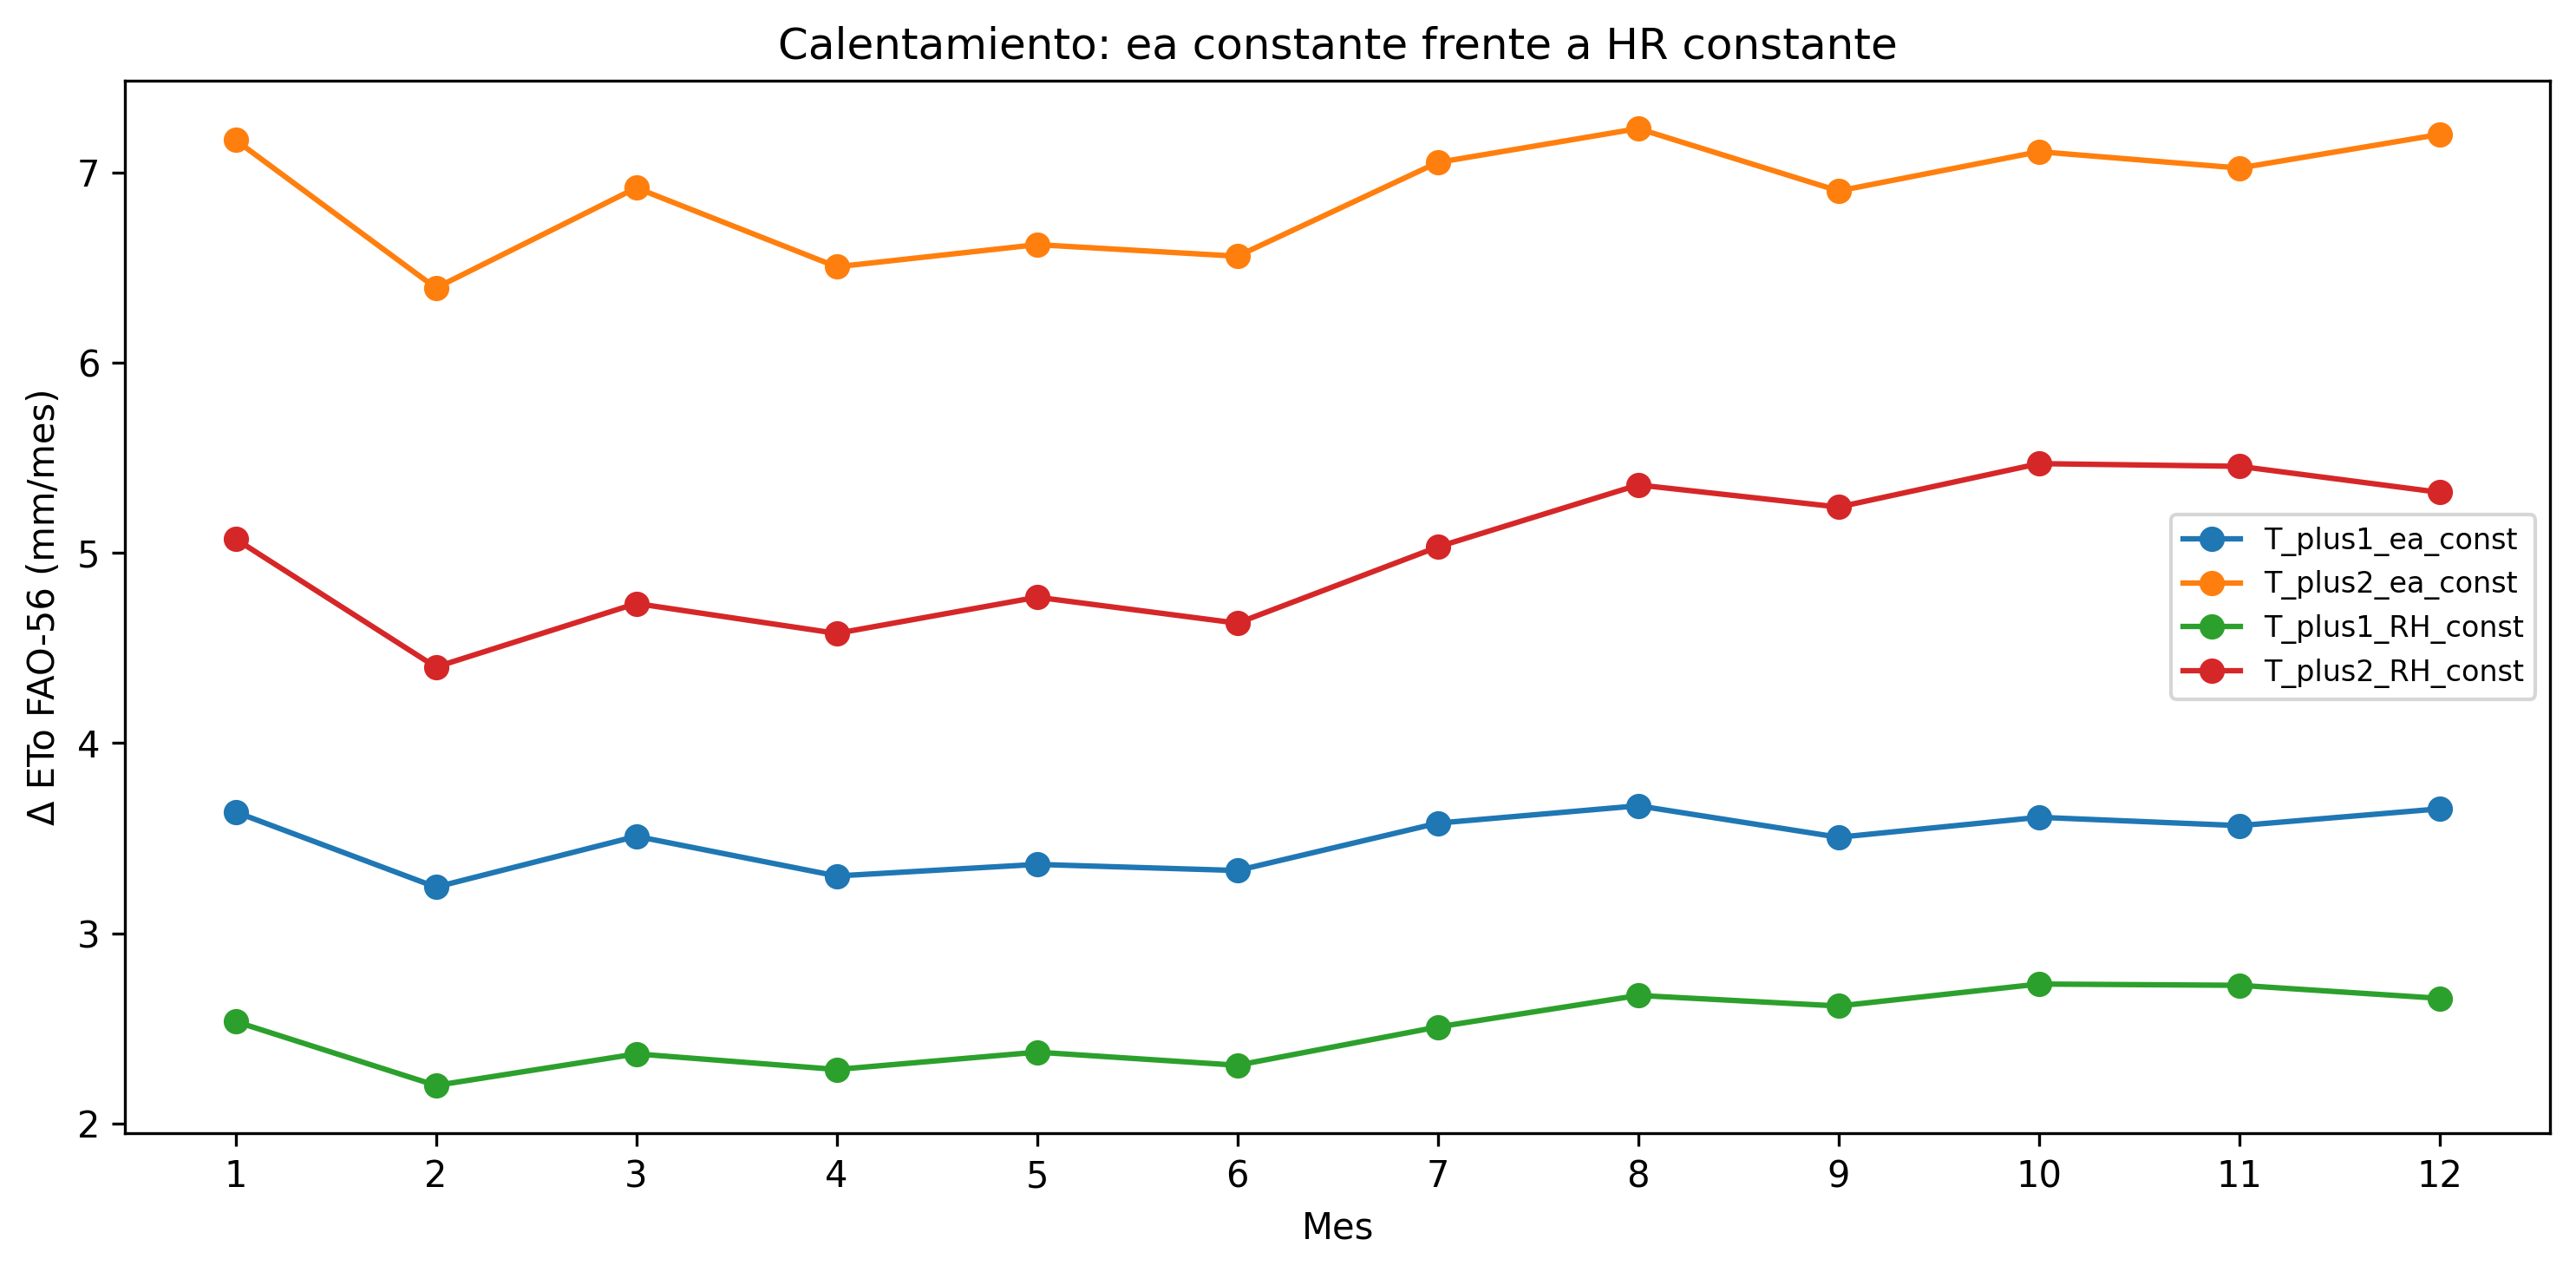 Calentamiento: ea constante frente a HR constante
Δ ETo FAO-56 (mm/mes)
7
6
5
4
3
2
T_plus1_ea_const
T_plus2_ea_const
T_plus1_RH_const
T_plus2_RH_const
1 2 3 4 5 6 7 8 9 10 11 12
Mes